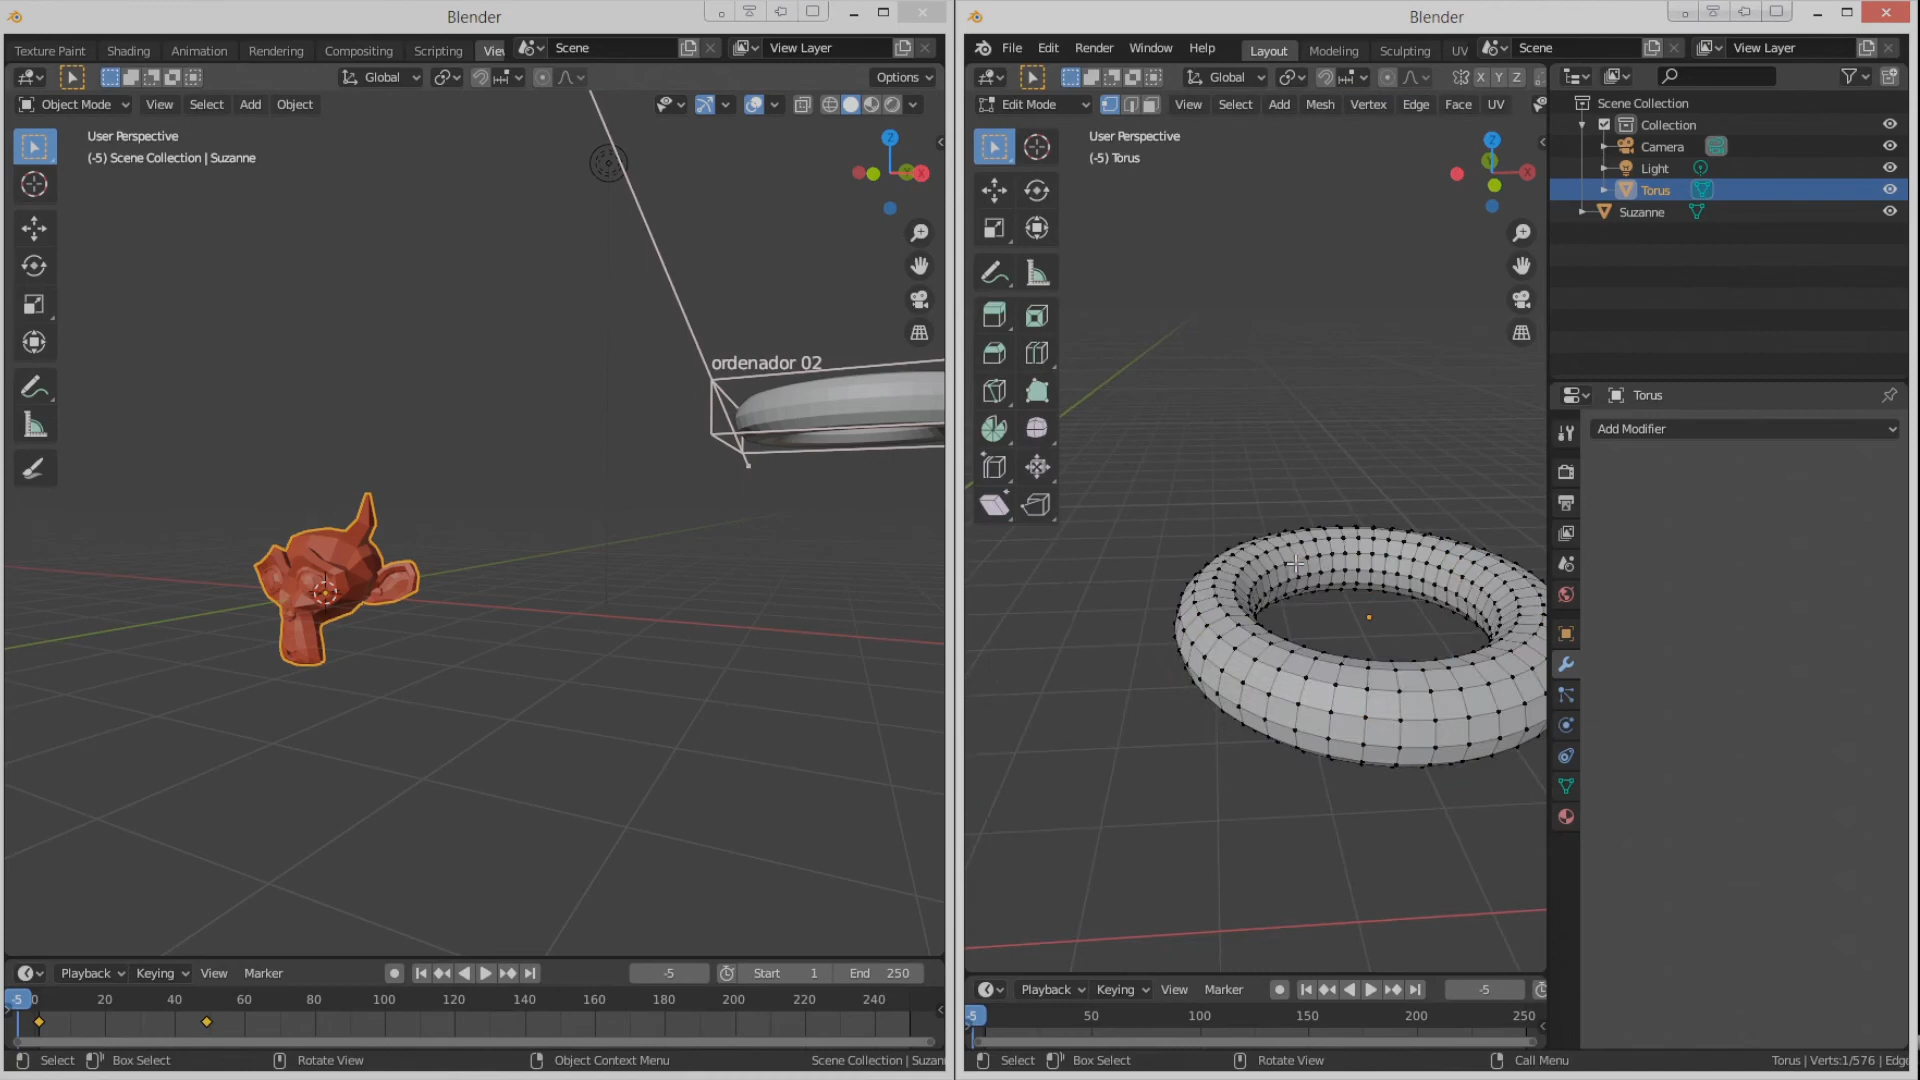 Blender
Texture Paint Shading Animation Rendering Compositing Scripting Scene View Layer
Global Options
Object Mode View Select Add Object
User Perspective
(-5) Scene Collection | Suzanne
Z
X
ordenador 02
Playback Keying View Marker -5 Start 1 End 250
-5 0 20 40 60 80 100 120 140 160 180 200 220 240
Select Box Select Rotate View Object Context Menu Scene Collection | Suzan
Blender
File Edit Render Window Help Layout Modeling Sculpting UV Scene View Layer
Global X Y Z
Edit Mode View Select Add Mesh Vertex Edge Face UV
User Perspective
(-5) Torus
Z
Y
X
Scene Collection
Collection
Camera
Light
Torus
Suzanne
Torus
Add Modifier
Playback Keying View Marker -5
-5 50 100 150 200 250
Select Box Select Rotate View Call Menu Torus | Verts:1/576 | Edg